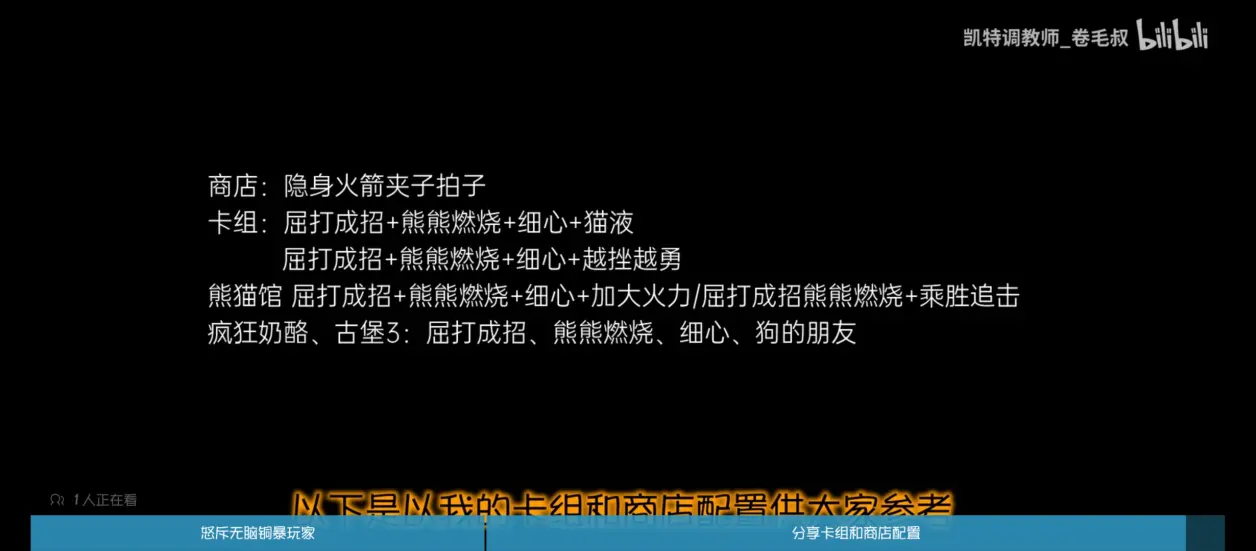 凯特调教师_卷毛叔 bilibili
商店：隐身火箭夹子拍子
卡组：屈打成招+熊熊燃烧+细心+猫液
屈打成招+熊熊燃烧+细心+越挫越勇
熊猫馆 屈打成招+熊熊燃烧+细心+加大火力/屈打成招熊熊燃烧+乘胜追击
疯狂奶酪、古堡3：屈打成招、熊熊燃烧、细心、狗的朋友
1人正在看
以下是以我的卡组和商店配置供大家参考
怒斥无脑铜暴玩家
分享卡组和商店配置